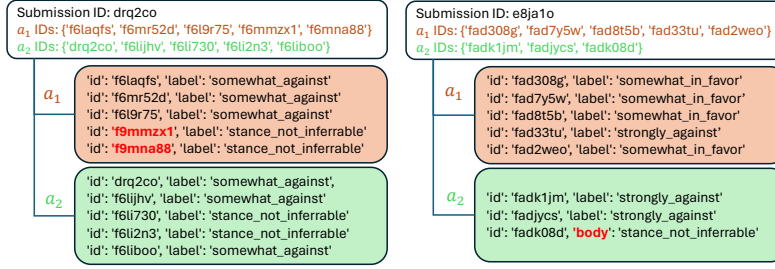 Submission ID: drq2co
a1 IDs: {'f6laqfs', 'f6mr52d', 'f6l9r75', 'f6mmzx1', 'f6mna88'}
a2 IDs: {'drq2co', 'f6lijhv', 'f6li730', 'f6li2n3', 'f6liboo'}
a1
'id': 'f6laqfs', 'label': 'somewhat_against'
'id': 'f6mr52d', 'label': 'somewhat_against'
'id': 'f6l9r75', 'label': 'somewhat_against'
'id': 'f9mmzx1', 'label': 'stance_not_inferrable'
'id': 'f9mna88', 'label': 'stance_not_inferrable'
a2
'id': 'drq2co', 'label': 'somewhat_against',
'id': 'f6lijhv', 'label': 'somewhat_against'
'id': 'f6li730', 'label': 'stance_not_inferrable'
'id': 'f6li2n3', 'label': 'stance_not_inferrable'
'id': 'f6liboo', 'label': 'somewhat_against'
Submission ID: e8ja1o
a1 IDs: {'fad308g', 'fad7y5w', 'fad8t5b', 'fad33tu', 'fad2weo'}
a2 IDs: {'fadk1jm', 'fadjycs', 'fadk08d'}
a1
'id': 'fad308g', 'label': 'somewhat_in_favor'
'id': 'fad7y5w', 'label': 'somewhat_in_favor’
'id': 'fad8t5b', 'label': 'somewhat_in_favor'
'id': 'fad33tu', 'label': 'strongly_against’
'id': 'fad2weo', 'label': 'somewhat_in_favor'
a2
'id': 'fadk1jm', 'label': 'strongly_against'
'id': 'fadjycs', 'label': 'strongly_against'
'id': 'fadk08d', 'body': 'stance_not_inferrable'